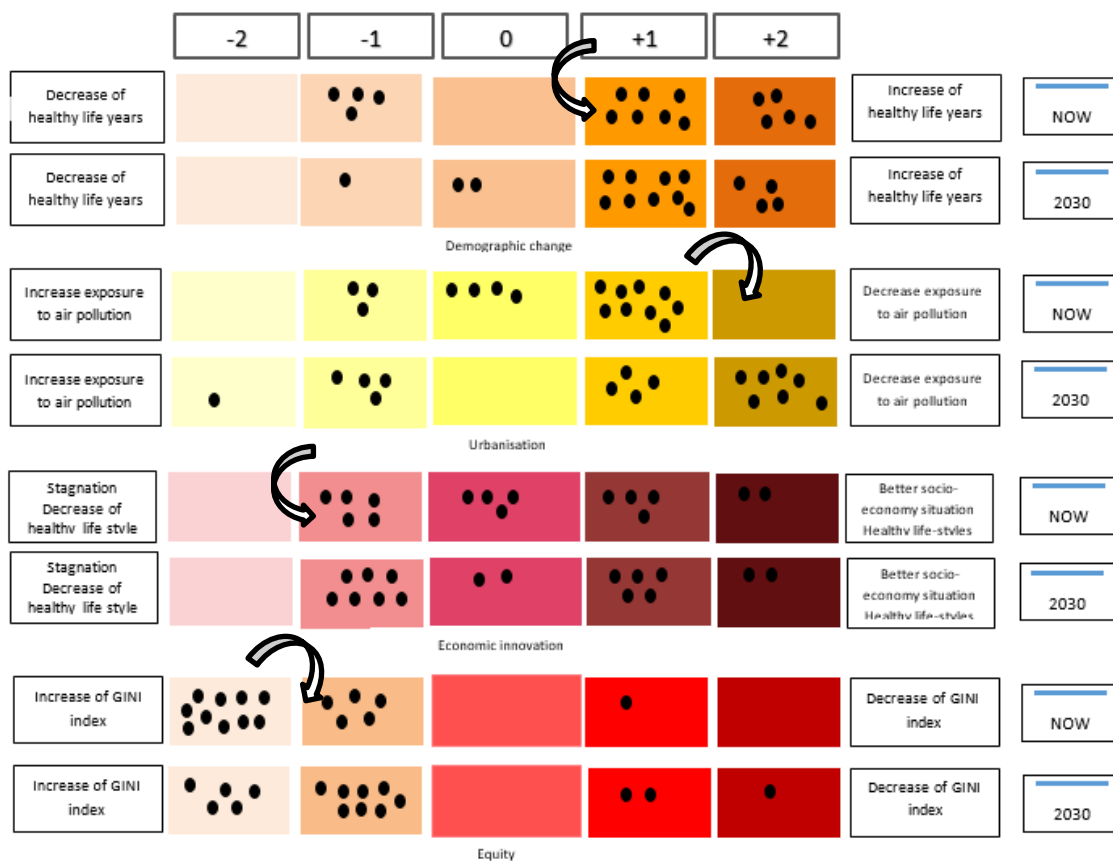 -2 -1 0 +1 +2
Decrease of
healthy life years
Increase of
healthy life years
NOW
Decrease of
healthy life years
Increase of
healthy life years
2030
Demographic change
Increase exposure
to air pollution
Decrease exposure
to air pollution
NOW
Increase exposure
to air pollution
Decrease exposure
to air pollution
2030
Urbanisation
Stagnation
Decrease of
healthy life style
Better socio-
economy situation
Healthy life-styles
NOW
Stagnation
Decrease of
healthy life style
Better socio-
economy situation
Healthy life-styles
2030
Economic innovation
Increase of GINI
index
Decrease of GINI
index
NOW
Increase of GINI
index
Decrease of GINI
index
2030
Equity